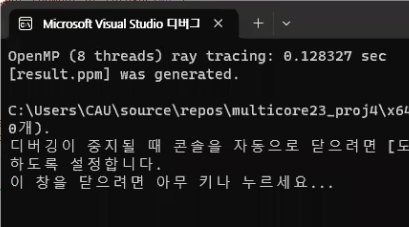 Microsoft Visual Studio 디버그
OpenMP (8 threads) ray tracing: 0.128327 sec
[result.ppm] was generated.
C:\Users\CAU\source\repos\multicore23_proj4\x64
0개).
디버깅이 중지될 때 콘솔을 자동으로 닫으려면 [도
하도록 설정합니다.
이 창을 닫으려면 아무 키나 누르세요...